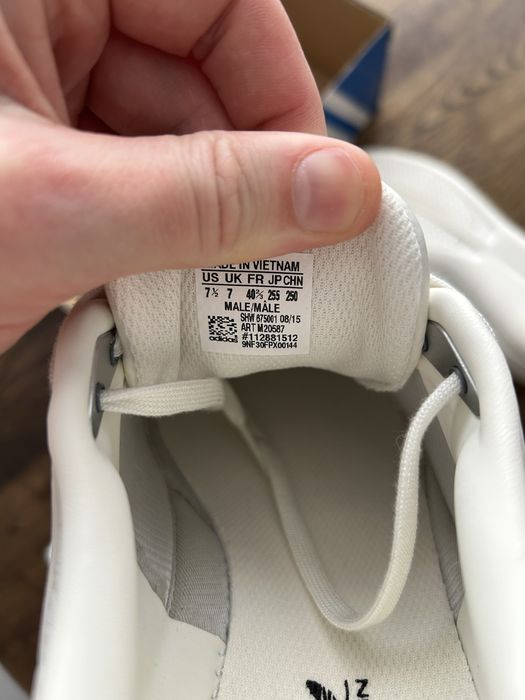 MADE IN VIETNAM
US UK FR JP CHN
7½ 7 40⅔ 255 250
MALE/MÂLE
SHW 675001 08/15
ART M20587
adidas #112881512
9NF30FPX00144